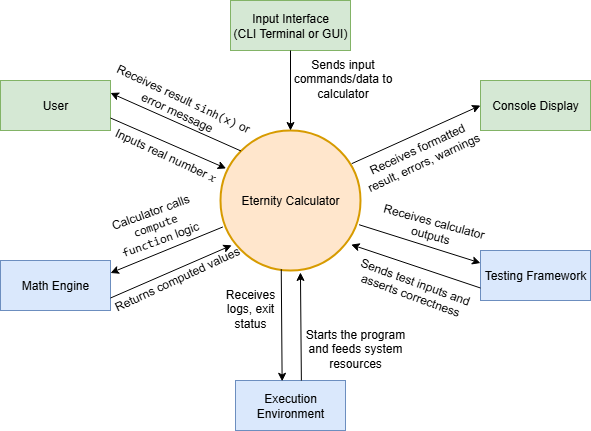 Input Interface
(CLI Terminal or GUI)
Sends input
commands/data to
calculator
User
Receives result sinh(x) or
error message
Inputs real number x
Console Display
Receives formatted
result, errors, warnings
Eternity Calculator
Calculator calls
compute
function logic
Returns computed values
Math Engine
Receives calculator
outputs
Sends test inputs and
asserts correctness
Testing Framework
Receives
logs, exit
status
Starts the program
and feeds system
resources
Execution
Environment